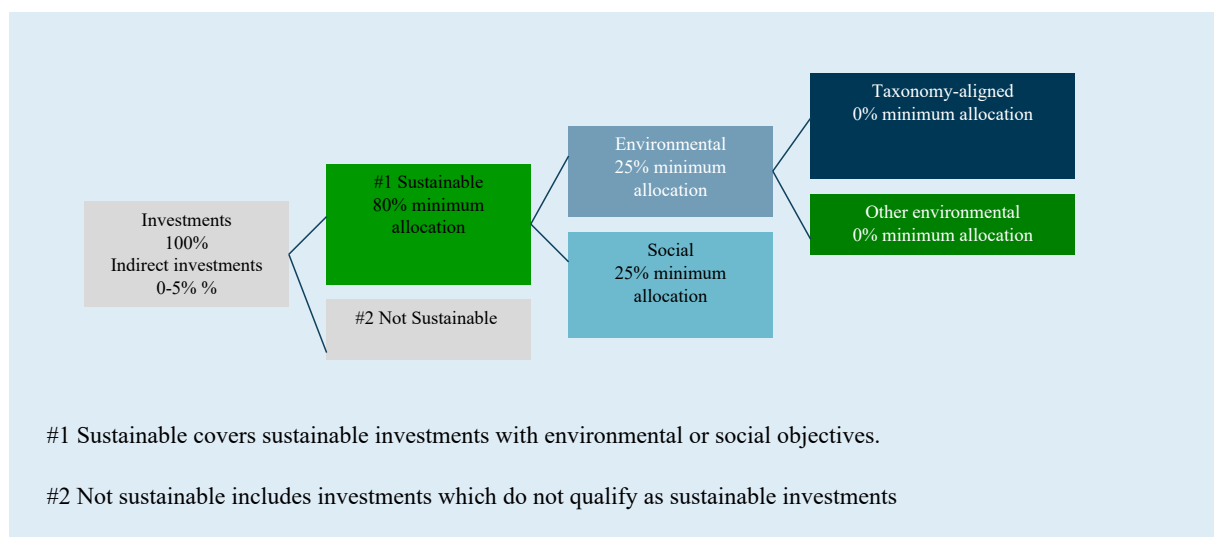 Investments
100%
Indirect investments
0-5% %
#1 Sustainable
80% minimum
allocation
#2 Not Sustainable
Environmental
25% minimum
allocation
Social
25% minimum
allocation
Taxonomy-aligned
0% minimum allocation
Other environmental
0% minimum allocation
#1 Sustainable covers sustainable investments with environmental or social objectives.
#2 Not sustainable includes investments which do not qualify as sustainable investments